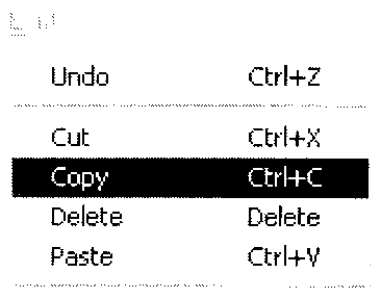 Undo Ctrl+Z
Cut Ctrl+X
Copy Ctrl+C
Delete Delete
Paste Ctrl+V